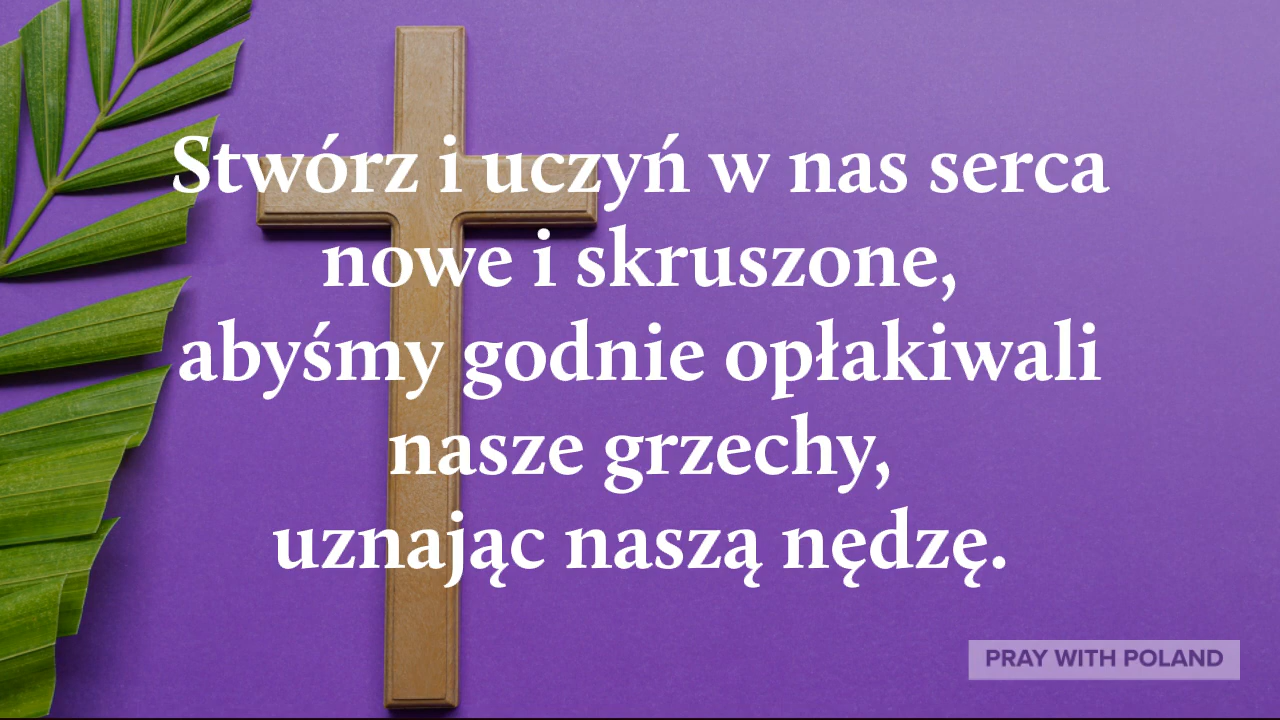 Stwórz i uczyń w nas serca
nowe i skruszone,
abyśmy godnie opłakiwali
nasze grzechy,
uznając naszą nędzę.
PRAY WITH POLAND